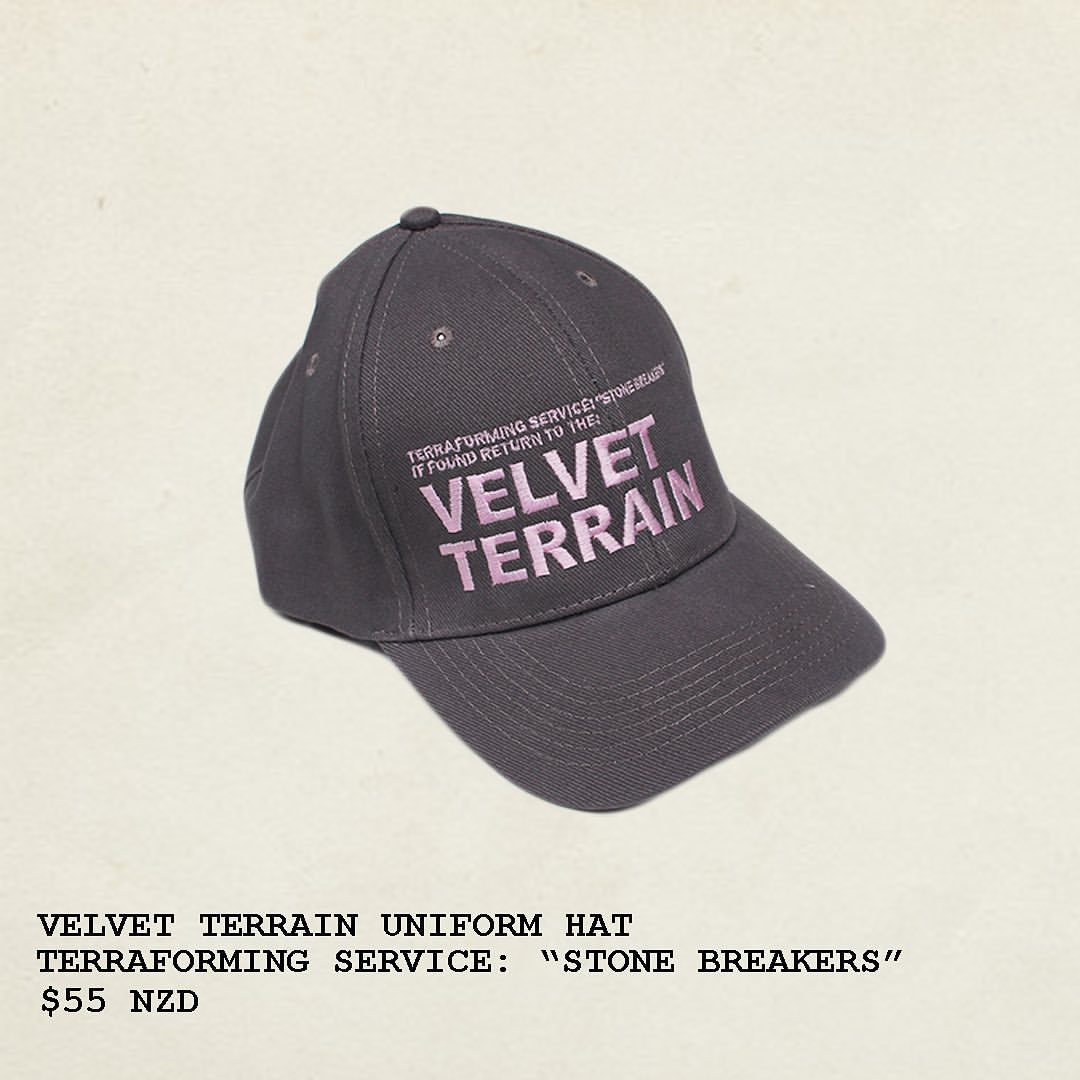 TERRAFORMING SERVICE: "STONE BREAKERS"
IF FOUND RETURN TO THE:
VELVET
TERRAIN
VELVET TERRAIN UNIFORM HAT
TERRAFORMING SERVICE: “STONE BREAKERS”
$55 NZD